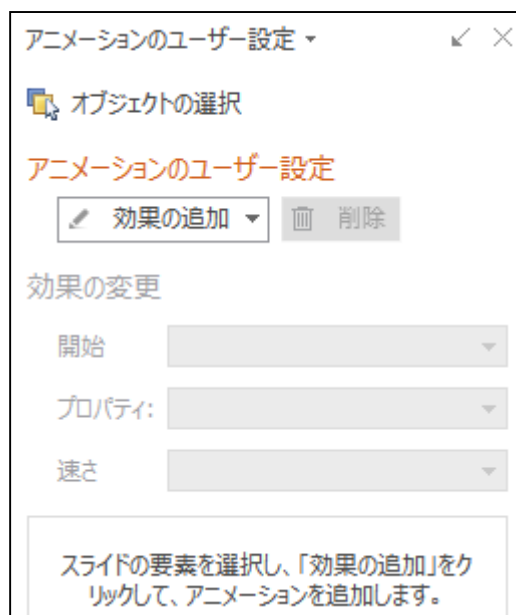 アニメーションのユーザー設定
オブジェクトの選択
アニメーションのユーザー設定
効果の追加 削除
効果の変更
開始
プロパティ:
速さ
スライドの要素を選択し、「効果の追加」をク
リックして、アニメーションを追加します。